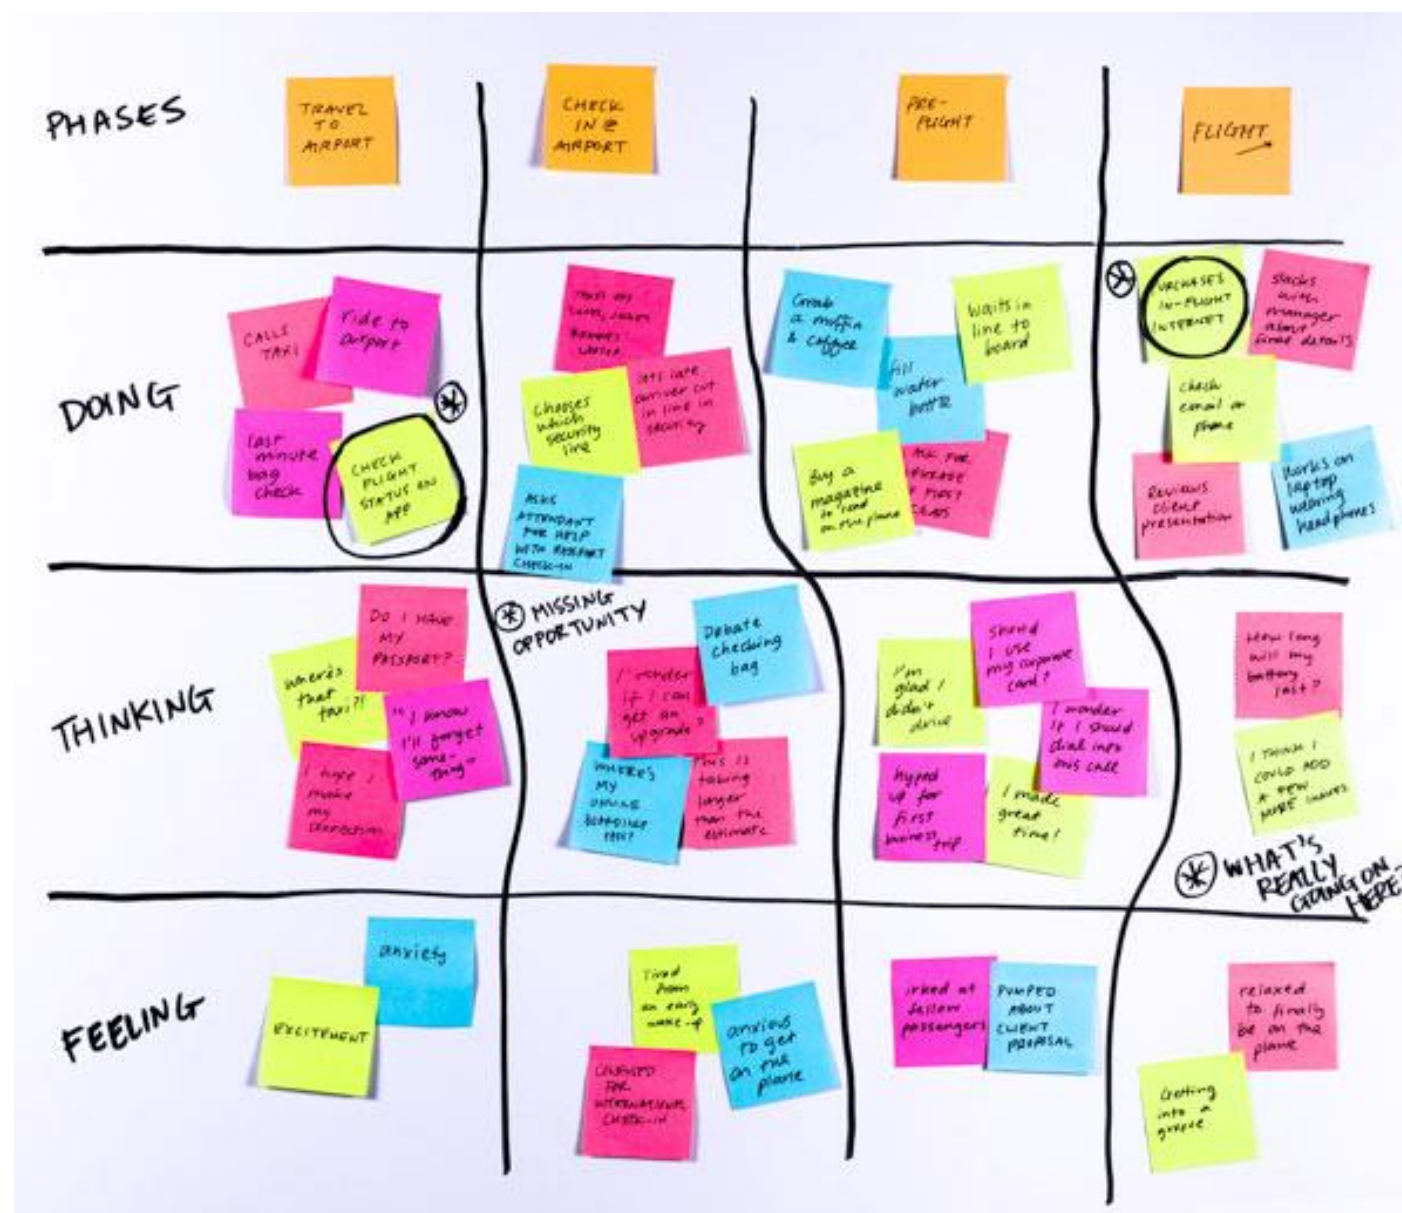 PHASES
TRAVEL
TO
AIRPORT
CHECK
IN @
AIRPORT
PRE-
FLIGHT
FLIGHT
DOING
CALLS
TAXI
ride to
airport
last
minute
bag
check
CHECK
FLIGHT
STATUS ON
APP
lets late
arriver cut
in line in
security
Chooses
which
security
line
ASKS
ATTENDANT
FOR HELP
WITH PASSPORT
CHECK-IN
Grab
a muffin
& coffee
waits in
line to
board
fill
water
bottle
Buy a
magazine
to read
on the plane
ASK FOR
FIRST
PURCHASES
IN-FLIGHT
INTERNET
Slacks
with
manager
about
final details
check
email on
phone
Reviews
client
presentation
Works on
laptop
wearing
headphones
THINKING
DO I HAVE
MY
PASSPORT?
where's
that
taxi?!
"I know
I'll forget
some-
thing"
I hope I
make
my
connection
MISSING
OPPORTUNITY
Debate
checking
bag
I wonder
if I can
get an
upgrade?
WHERE'S
MY
ONLINE
BOARDING
PASS?
This is
taking
longer
than the
estimate
I'm
glad I
didn't
drive
Should
I use
my corporate
card?
I wonder
if I should
dial into
this call
hyped
up for
first
business trip
I made
great
time!
How long
will my
battery
last?
I THINK I
COULD ADD
A FEW
MORE
WHAT'S
REALLY
GOING ON
HERE?
FEELING
anxiety
EXCITEMENT
Tired
from
an early
wake-up
anxious
to get
on the
plane
CONFUSED
FOR
INTERNATIONAL
CHECK-IN
irked at
fellow
passengers
PUMPED
ABOUT
CLIENT
PROPOSAL
relaxed
to finally
be on the
plane
Getting
into a
groove